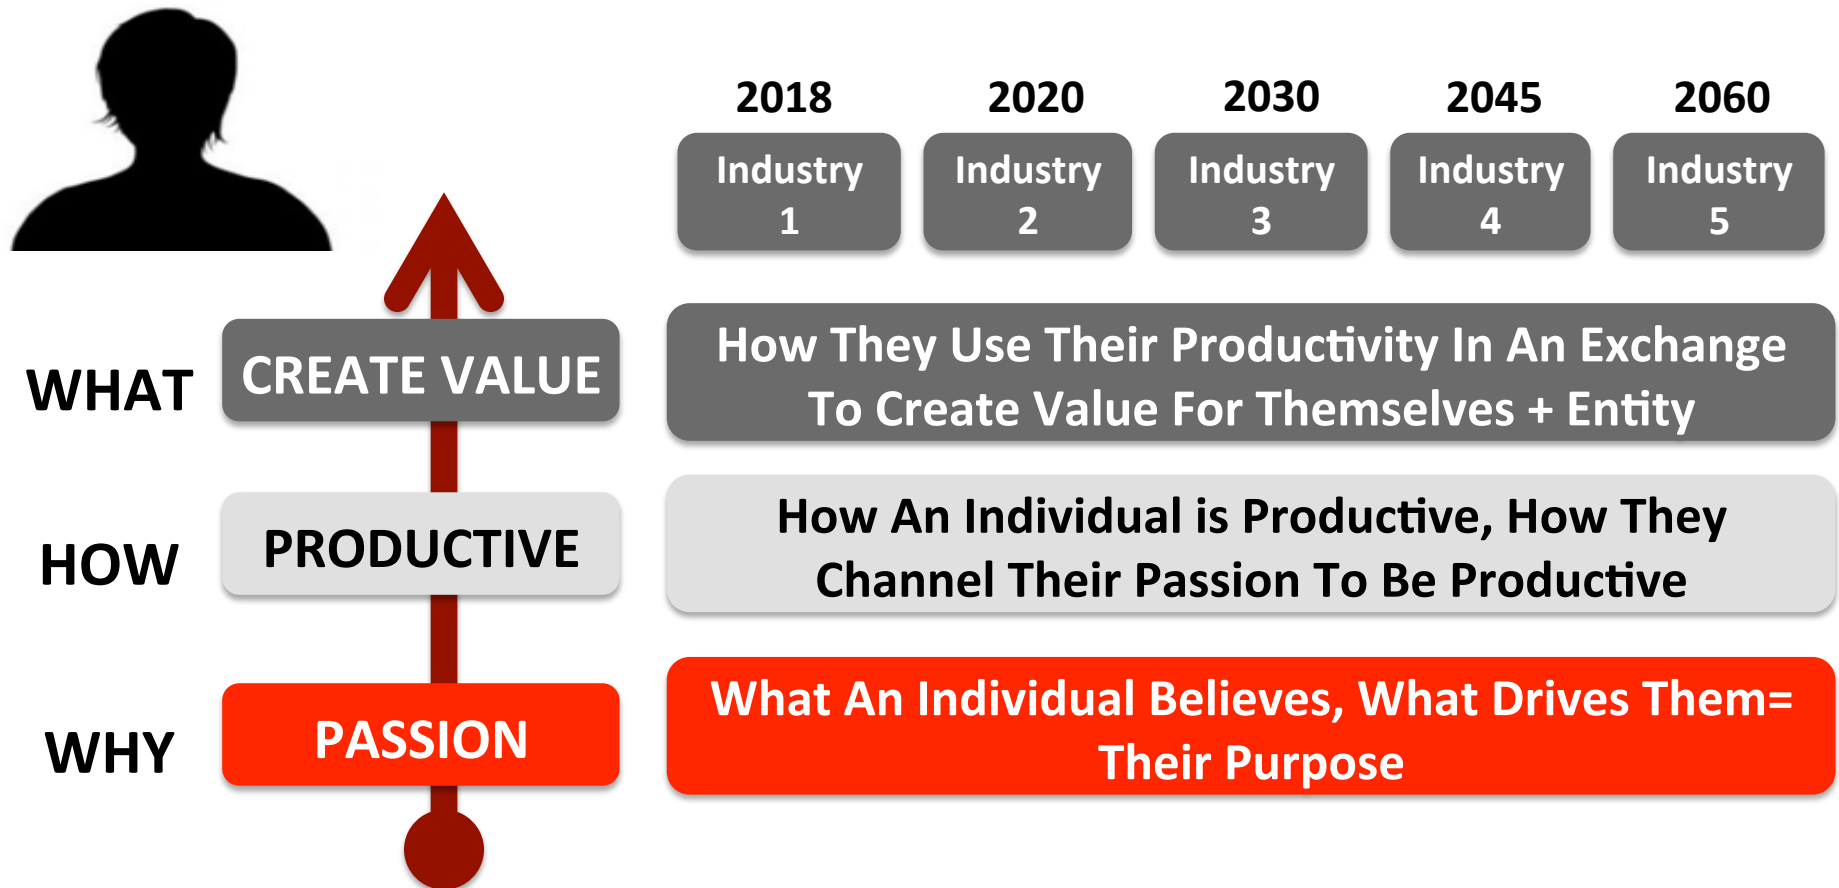 2018 2020 2030 2045 2060
Industry Industry Industry Industry Industry
1 2 3 4 5
WHAT
CREATE VALUE
How They Use Their Productivity In An Exchange
To Create Value For Themselves + Entity
HOW
PRODUCTIVE
How An Individual is Productive, How They
Channel Their Passion To Be Productive
WHY
PASSION
What An Individual Believes, What Drives Them=
Their Purpose